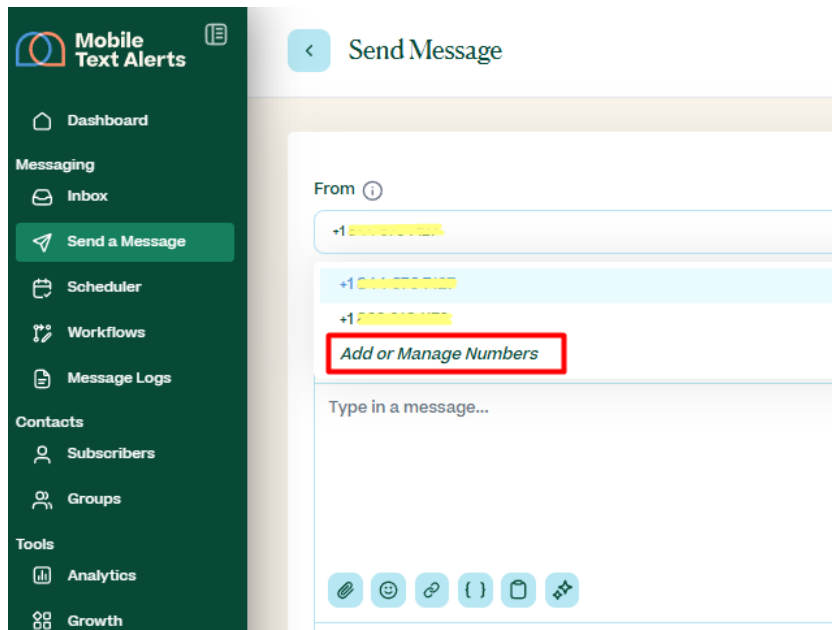 Mobile
Text Alerts
Send Message
Dashboard
Messaging
Inbox
Send a Message
Scheduler
Workflows
Message Logs
Contacts
Subscribers
Groups
Tools
Analytics
Growth
From
+1
+1
+1
Add or Manage Numbers
Type in a message...